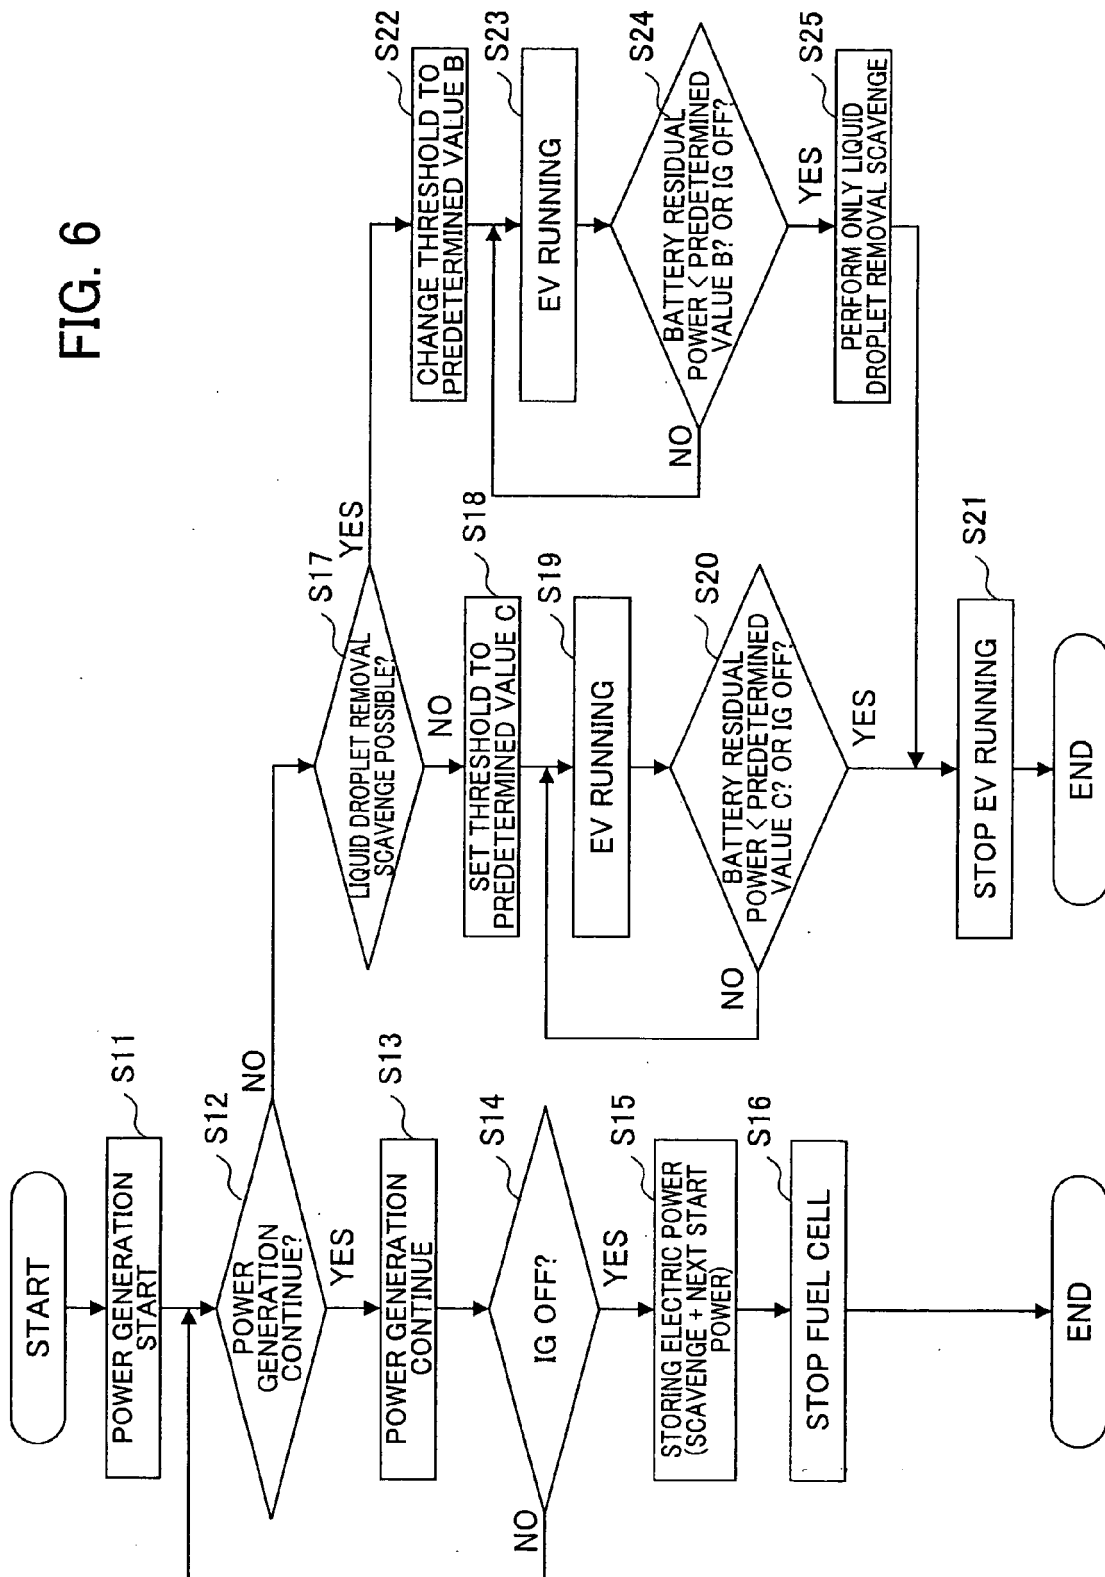 FIG. 6
START
POWER GENERATION
START
S11
POWER
GENERATION
CONTINUE?
S12
NO
YES
POWER GENERATION
CONTINUE
S13
IG OFF?
S14
NO
YES
STORING ELECTRIC POWER
(SCAVENGE + NEXT START
POWER)
S15
STOP FUEL CELL
S16
END
LIQUID DROPLET REMOVAL
SCAVENGE POSSIBLE?
S17
YES
NO
SET THRESHOLD TO
PREDETERMINED VALUE C
S18
EV RUNNING
S19
BATTERY RESIDUAL
POWER < PREDETERMINED
VALUE C? OR IG OFF?
S20
NO
YES
STOP EV RUNNING
S21
END
CHANGE THRESHOLD TO
PREDETERMINED VALUE B
S22
EV RUNNING
S23
BATTERY RESIDUAL
POWER < PREDETERMINED
VALUE B? OR IG OFF?
S24
NO
YES
PERFORM ONLY LIQUID
DROPLET REMOVAL SCAVENGE
S25